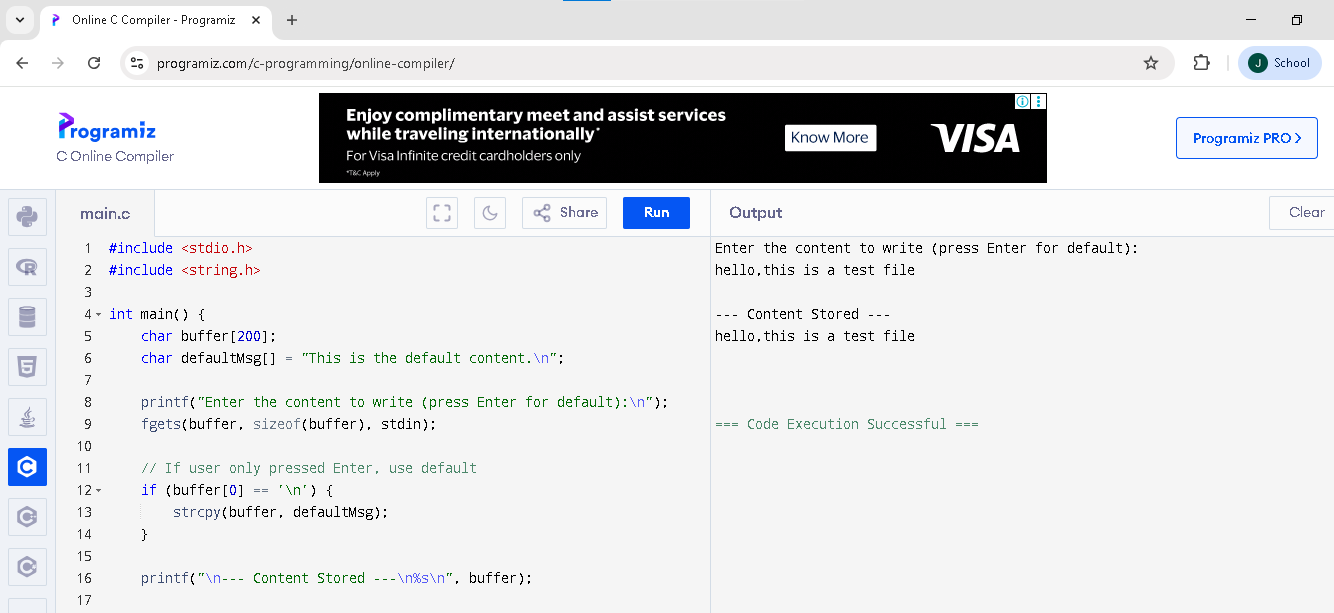 Online C Compiler - Programiz
programiz.com/c-programming/online-compiler/
J School
Programiz
C Online Compiler
Enjoy complimentary meet and assist services
while traveling internationally*
For Visa Infinite credit cardholders only
*T&C Apply
Know More
VISA
Programiz PRO >
main.c
Share
Run
Output
Clear
1 #include <stdio.h>
2 #include <string.h>
3
4 int main() {
5 char buffer[200];
6 char defaultMsg[] = "This is the default content.\n";
7
8 printf("Enter the content to write (press Enter for default):\n");
9 fgets(buffer, sizeof(buffer), stdin);
10
11 // If user only pressed Enter, use default
12 if (buffer[0] == '\n') {
13 strcpy(buffer, defaultMsg);
14 }
15
16 printf("\n--- Content Stored ---\n%s\n", buffer);
17
Enter the content to write (press Enter for default):
hello,this is a test file
--- Content Stored ---
hello,this is a test file
=== Code Execution Successful ===